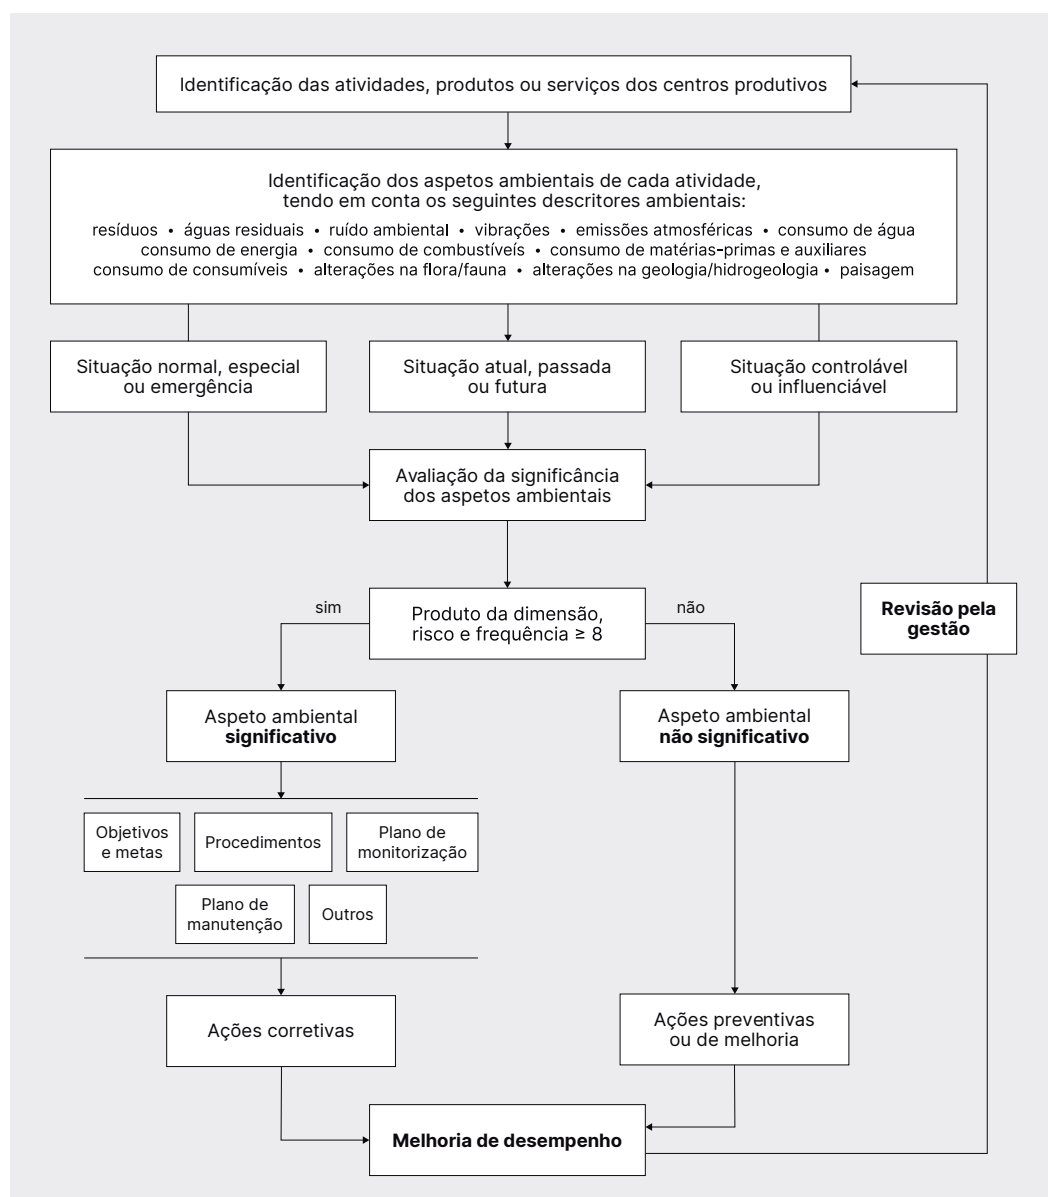 Identificação das atividades, produtos ou serviços dos centros produtivos
Identificação dos aspetos ambientais de cada atividade,
tendo em conta os seguintes descritores ambientais:
resíduos • águas residuais • ruído ambiental • vibrações • emissões atmosféricas • consumo de água
consumo de energia • consumo de combustíveís • consumo de matérias-primas e auxiliares
consumo de consumíveis • alterações na flora/fauna • alterações na geologia/hidrogeologia • paisagem
Situação normal, especial
ou emergência
Situação atual, passada
ou futura
Situação controlável
ou influenciável
Avaliação da significância
dos aspetos ambientais
sim
Produto da dimensão,
risco e frequência ≥ 8
não
Revisão pela
gestão
Aspeto ambiental
significativo
Aspeto ambiental
não significativo
Objetivos
e metas
Procedimentos
Plano de
monitorização
Plano de
manutenção
Outros
Ações corretivas
Ações preventivas
ou de melhoria
Melhoria de desempenho